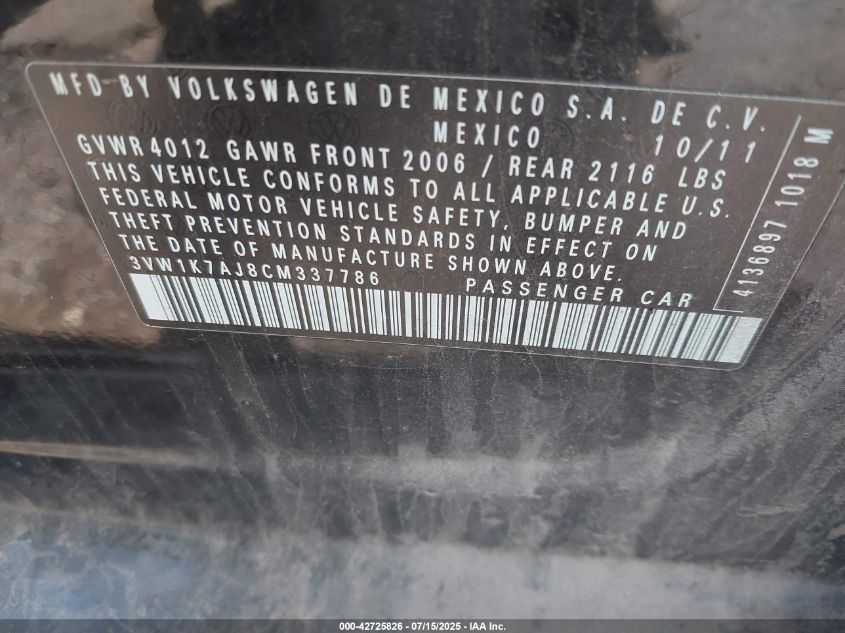 MFD BY VOLKSWAGEN DE MEXICO S.A. DE C.V.
MEXICO 10/11
GVWR 4012 GAWR FRONT 2006 / REAR 2116 LBS
THIS VEHICLE CONFORMS TO ALL APPLICABLE U.S.
FEDERAL MOTOR VEHICLE SAFETY, BUMPER AND
THEFT PREVENTION STANDARDS IN EFFECT ON
THE DATE OF MANUFACTURE SHOWN ABOVE.
3VW1K7AJ8CM337786 PASSENGER CAR
4136897 1018 M
000-42725826 - 07/15/2025 - IAA Inc.